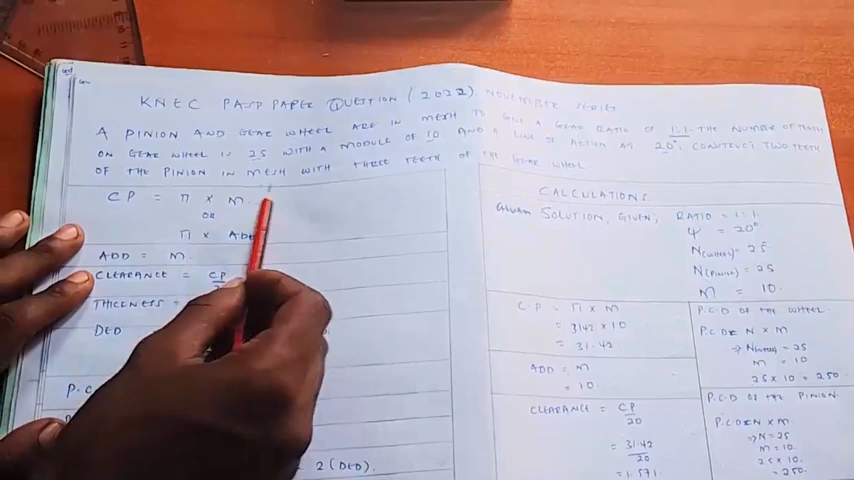 KNEC PAST PAPER QUESTION (2022). NOVEMBER SERIES
A PINION AND GEAR WHEEL ARE IN MESH TO GIVE A GEAR RATIO OF 1:1. THE NUMBER OF TEETH
ON GEAR WHEEL IS 25 WITH A MODULE OF 10 AND A LINE OF ACTION AS 20°. CONSTRUCT TWO TEETH
OF THE PINION IN MESH WITH THREE TEETH OF THE GEAR WHEEL.
CP = π x M.
OR
π x ADD
ADD = M.
CLEARANCE = CP
THICKNESS =
DED
P.C
= 2(DED).
CALCULATIONS
Given SOLUTION, GIVEN, RATIO = 1:1
Ψ = 20°
N(WHEEL) = 25
N(PINION) = 25
M = 10.
C.P = π x M
= 3.142 x 10
= 31.42
ADD = M
= 10.
CLEARANCE = CP
20
= 31.42
20
= 1.571
P.C.D OF THE WHEEL.
P.C.D = N x M
⇒ N(WHEEL) = 25
M = 10
25 x 10 = 250.
P.C.D OF THE PINION.
P.C.D = N x M.
⇒ N = 25
M = 10.
25 x 10.
= 250.